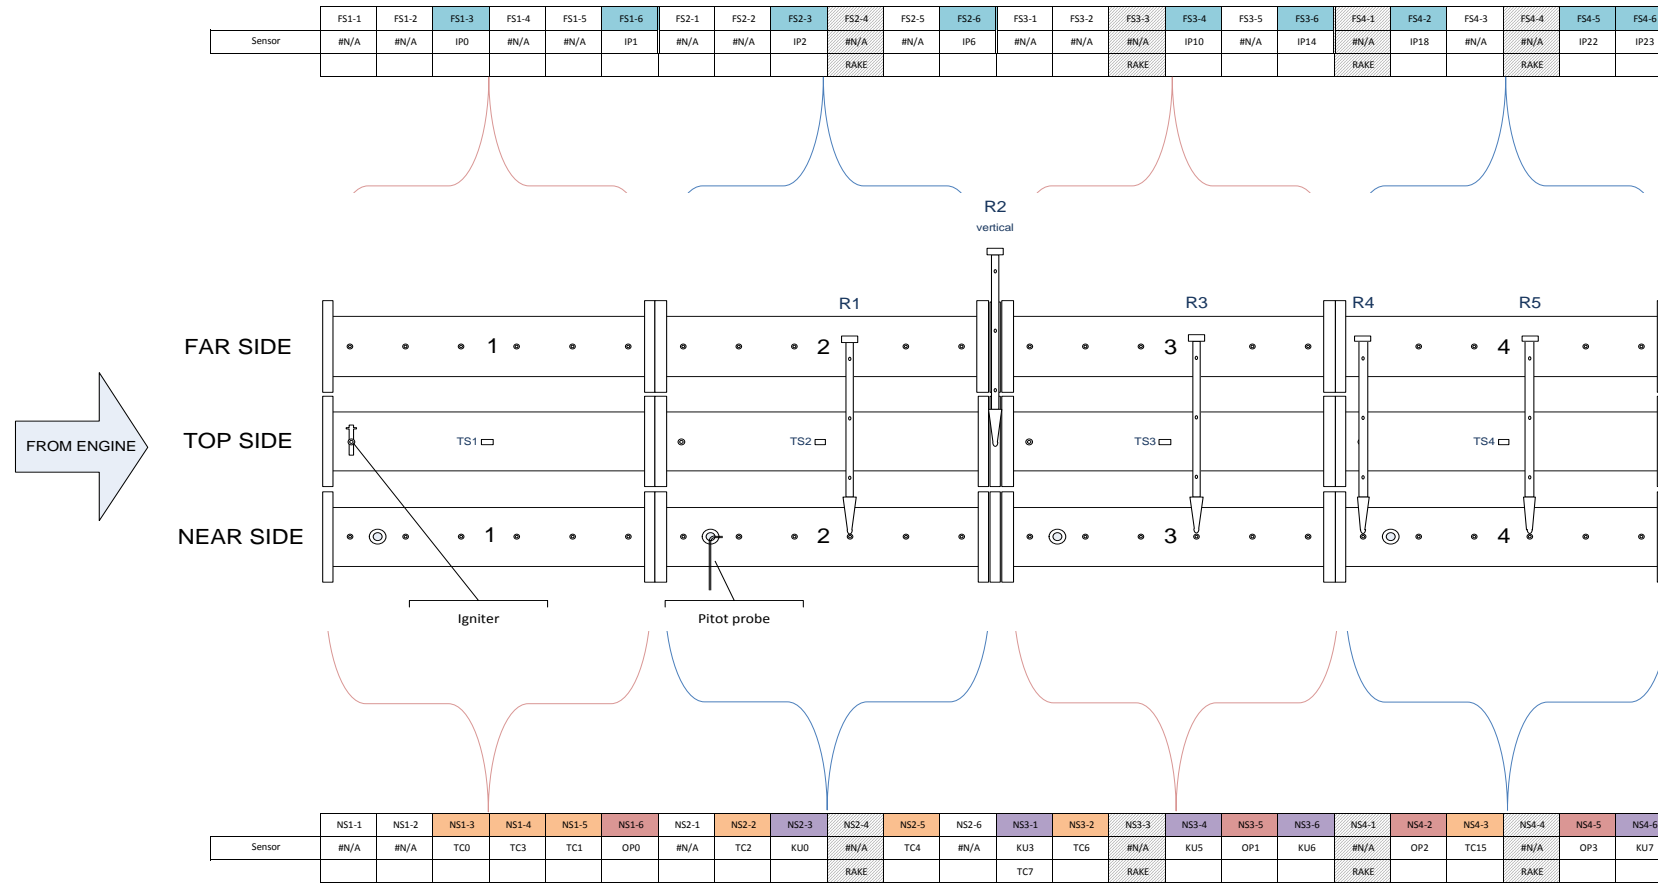 FS1-1 FS1-2 FS1-3 FS1-4 FS1-5 FS1-6 FS2-1 FS2-2 FS2-3 FS2-4 FS2-5 FS2-6 FS3-1 FS3-2 FS3-3 FS3-4 FS3-5 FS3-6 FS4-1 FS4-2 FS4-3 FS4-4 FS4-5 FS4-6
Sensor #N/A #N/A IP0 #N/A #N/A IP1 #N/A #N/A IP2 #N/A #N/A IP6 #N/A #N/A #N/A IP10 #N/A IP14 #N/A IP18 #N/A #N/A IP22 IP23
RAKE RAKE RAKE RAKE
R2
vertical
R1 R3 R4 R5
FAR SIDE 1 2 3 4
FROM ENGINE
TOP SIDE TS1 TS2 TS3 TS4
NEAR SIDE 1 2 3 4
Igniter Pitot probe
NS1-1 NS1-2 NS1-3 NS1-4 NS1-5 NS1-6 NS2-1 NS2-2 NS2-3 NS2-4 NS2-5 NS2-6 NS3-1 NS3-2 NS3-3 NS3-4 NS3-5 NS3-6 NS4-1 NS4-2 NS4-3 NS4-4 NS4-5 NS4-6
Sensor #N/A #N/A TC0 TC3 TC1 OP0 #N/A TC2 KU0 #N/A TC4 #N/A KU3 TC6 #N/A KU5 OP1 KU6 #N/A OP2 TC15 #N/A OP3 KU7
RAKE TC7 RAKE RAKE RAKE